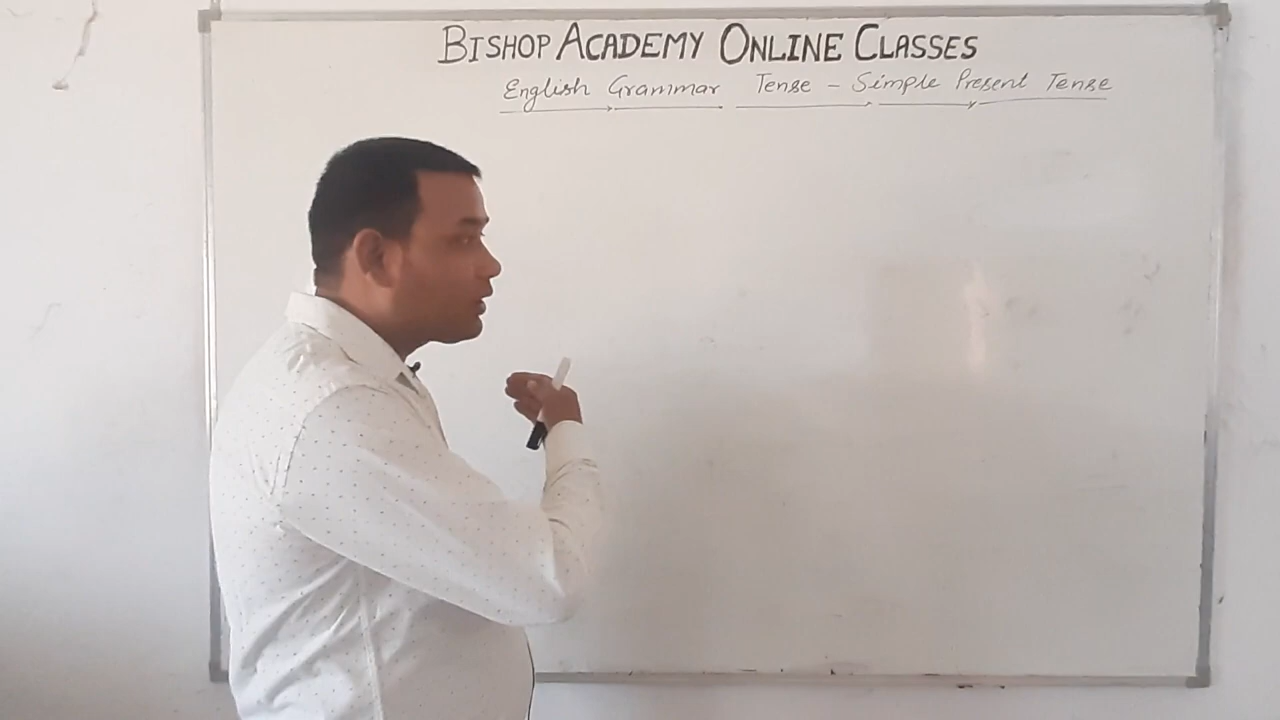 BISHOP ACADEMY ONLINE CLASSES
English Grammar Tense - Simple Present Tense